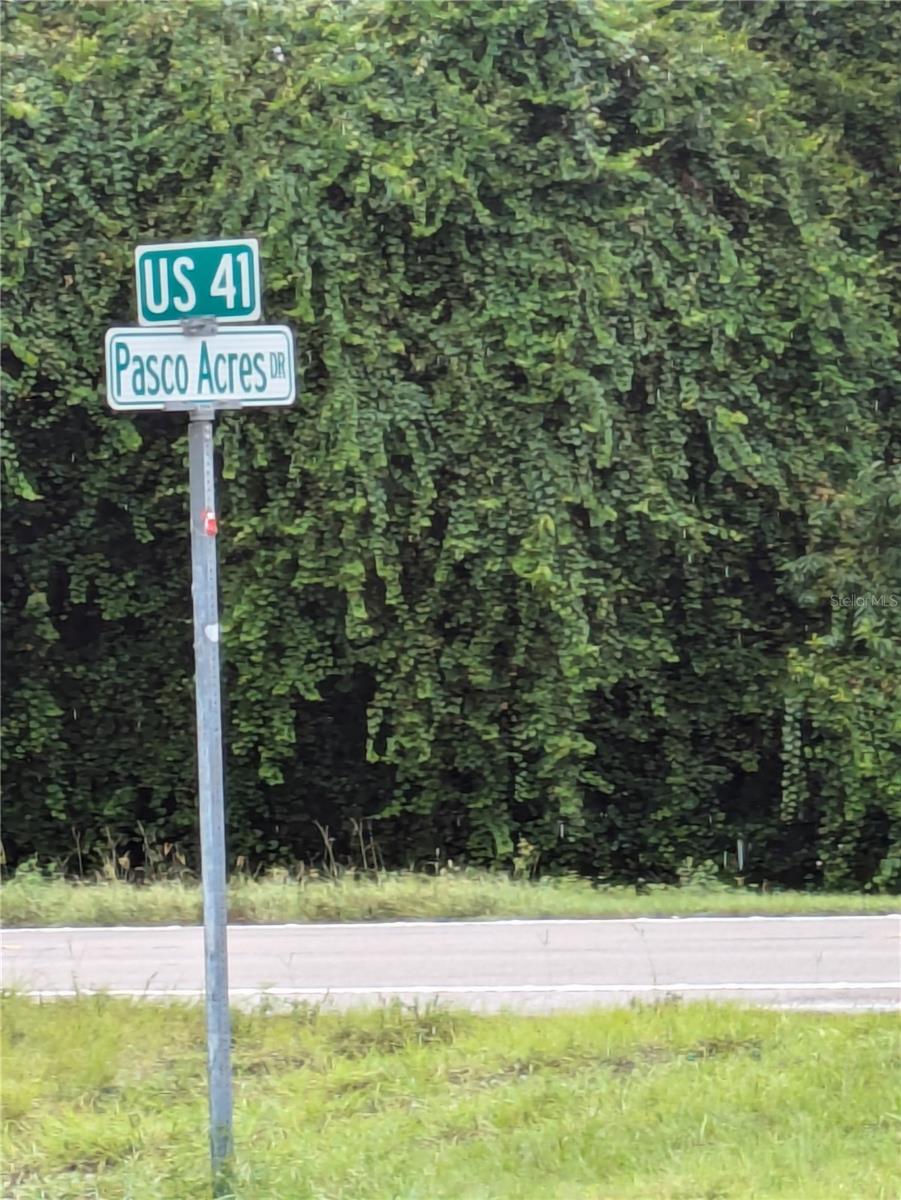 US 41
Pasco Acres DR
Stellar MLS